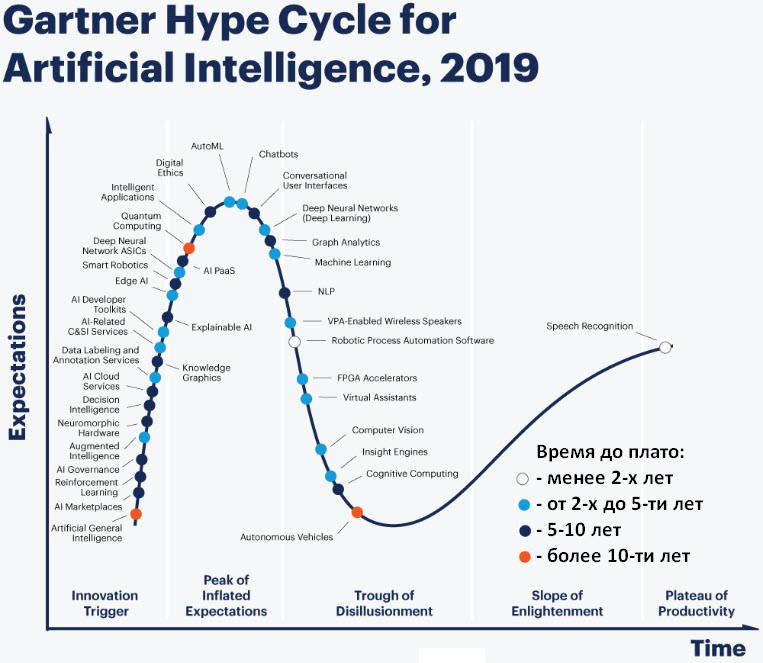 Gartner Hype Cycle for
Artificial Intelligence, 2019
Expectations
AutoML
Chatbots
Digital
Ethics
Conversational
User Interfaces
Intelligent
Applications
Deep Neural Networks
(Deep Learning)
Quantum
Computing
Graph Analytics
Deep Neural
Network ASICs
Machine Learning
Smart Robotics
AI PaaS
Edge AI
NLP
AI Developer
Toolkits
Explainable AI
VPA-Enabled Wireless Speakers
Speech Recognition
AI-Related
C&SI Services
Robotic Process Automation Software
Data Labeling and
Annotation Services
Knowledge
Graphics
AI Cloud
Services
FPGA Accelerators
Decision
Intelligence
Virtual Assistants
Neuromorphic
Hardware
Computer Vision
Augmented
Intelligence
Insight Engines
AI Governance
Cognitive Computing
Reinforcement
Learning
AI Marketplaces
Artificial General
Intelligence
Autonomous Vehicles
Время до плато:
- менее 2-х лет
- от 2-х до 5-ти лет
- 5-10 лет
- более 10-ти лет
Innovation
Trigger
Peak of
Inflated
Expectations
Trough of
Disillusionment
Slope of
Enlightenment
Plateau of
Productivity
Time